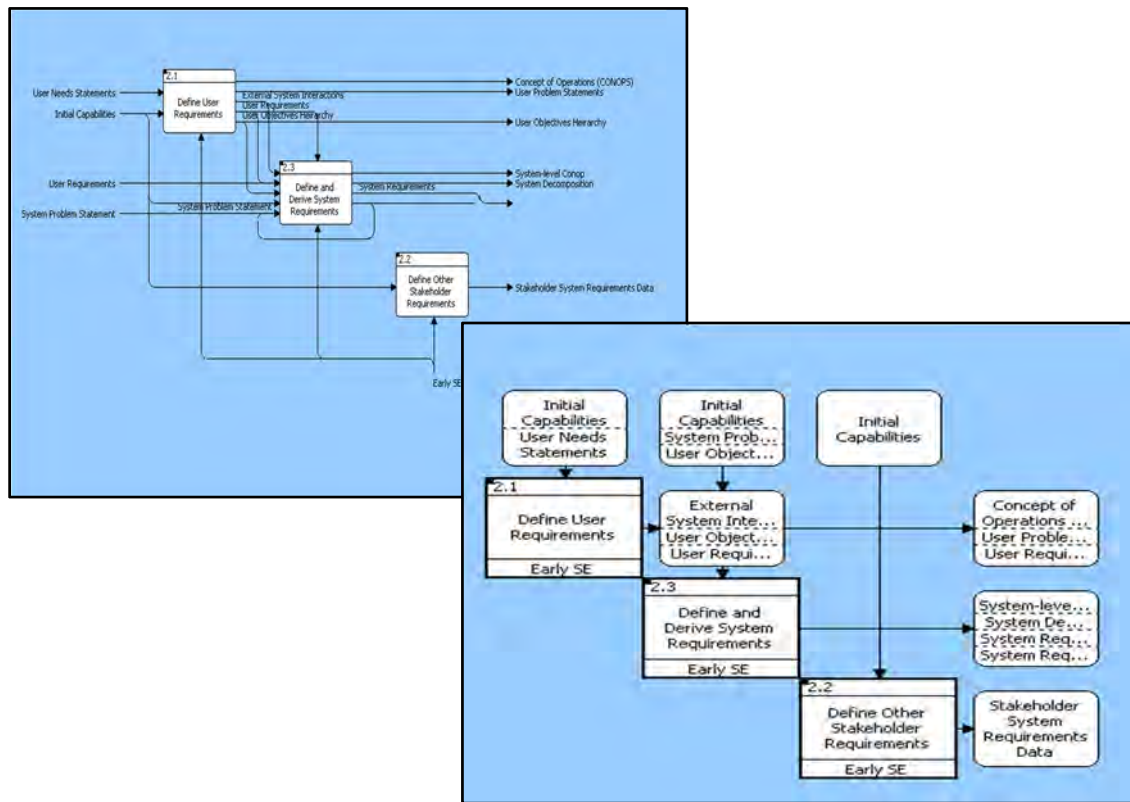 2.1
Define User
Requirements
User Needs Statements
Initial Capabilities
External System Interactions
User Requirements
User Objectives Heirarchy
Concept of Operations (CONOPS)
User Problem Statements
User Objectives Heirarchy
2.3
Define and
Derive System
Requirements
User Requirements
System Problem Statement
System Problem Statement
System Requirements
System-level Conop
System Decomposition
2.2
Define Other
Stakeholder
Requirements
Stakeholder System Requirements Data
Early SE
Initial
Capabilities
User Needs
Statements
Initial
Capabilities
System Prob...
User Object...
Initial
Capabilities
2.1
Define User
Requirements
Early SE
External
System Inte...
User Object...
User Requi...
Concept of
Operations ...
User Proble...
User Requi...
2.3
Define and
Derive System
Requirements
Early SE
System-leve...
System De...
System Req...
System Req...
2.2
Define Other
Stakeholder
Requirements
Early SE
Stakeholder
System
Requirements
Data